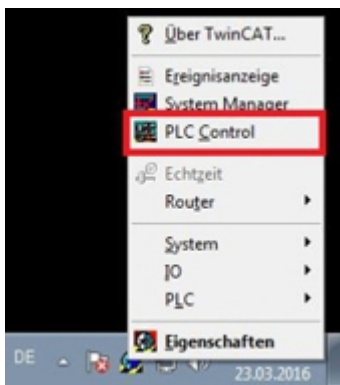 Über TwinCAT...
Ereignisanzeige
System Manager
PLC Control
Echtzeit
Router
System
IO
PLC
Eigenschaften
DE
23.03.2016